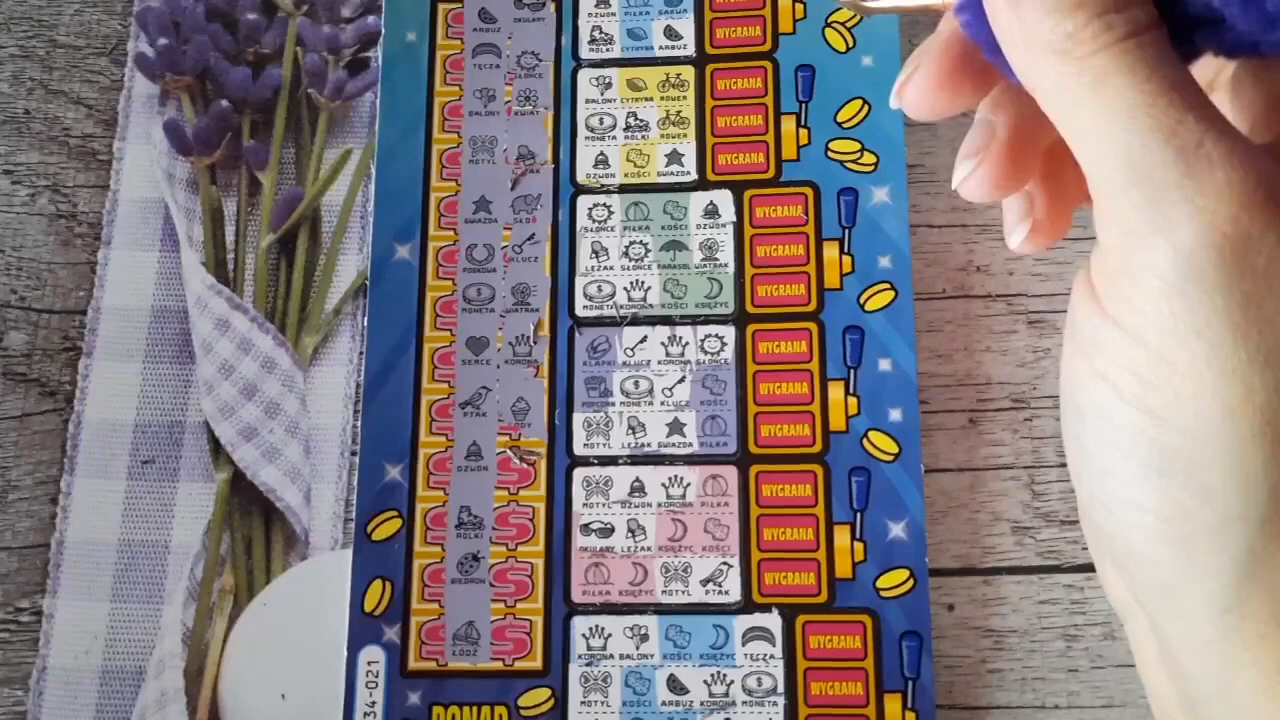 ARBUZ OKULARY
TĘCZA SŁOŃCE
BALONY KWIAT
MOTYL
GWIAZDA
PODKOWA KLUCZ
MONETA WIATRAK
SERCE KORONA
PTAK
DZWON
ROLKI
BIEDRON
ŁÓDŹ
DZWON PIŁKA SAKWA
ROLKI CYTRYNA ARBUZ
WYGRANA
BALONY CYTRYNA ROWER
WYGRANA
MONETA ROLKI ROWER
WYGRANA
DZWON KOŚCI GWIAZDA
WYGRANA
SŁOŃCE PIŁKA KOŚCI DZWON
WYGRANA
LEŻAK SŁOŃCE PARASOL WIATRAK
WYGRANA
MONETA KORONA KOŚCI KSIĘŻYC
WYGRANA
KLAPKI KLUCZ KORONA SŁOŃCE
WYGRANA
POPCORN MONETA KLUCZ KOŚCI
WYGRANA
MOTYL LEŻAK GWIAZDA PIŁKA
WYGRANA
MOTYL DZWON KORONA PIŁKA
WYGRANA
OKULARY LEŻAK KSIĘŻYC KOŚCI
WYGRANA
PIŁKA KSIĘŻYC MOTYL PTAK
WYGRANA
KORONA BALONY KOŚCI KSIĘŻYC TĘCZA
WYGRANA
MOTYL KOŚCI ARBUZ KORONA MONETA
WYGRANA
34-021
PONAD